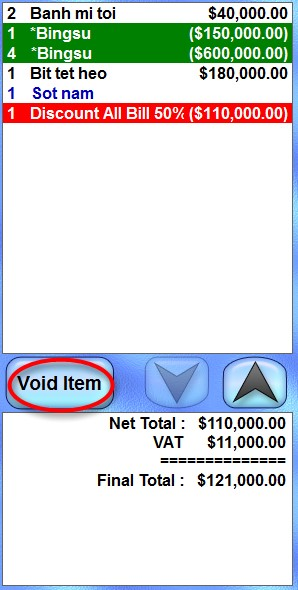 2 Banh mi toi $40,000.00
1 *Bingsu ($150,000.00)
4 *Bingsu ($600,000.00)
1 Bit tet heo $180,000.00
1 Sot nam
1 Discount All Bill 50% ($110,000.00)
Void Item
Net Total : $110,000.00
VAT $11,000.00
==============
Final Total : $121,000.00